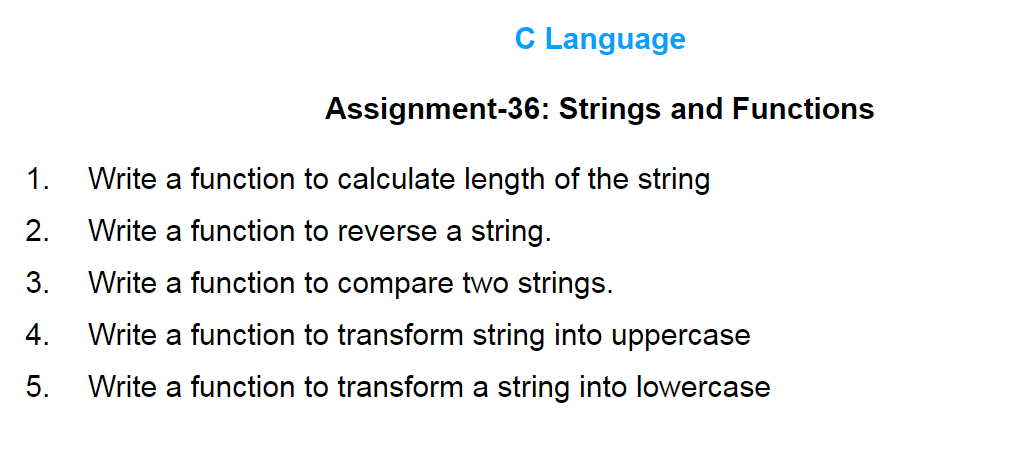 C Language
Assignment-36: Strings and Functions
1. Write a function to calculate length of the string
2. Write a function to reverse a string.
3. Write a function to compare two strings.
4. Write a function to transform string into uppercase
5. Write a function to transform a string into lowercase